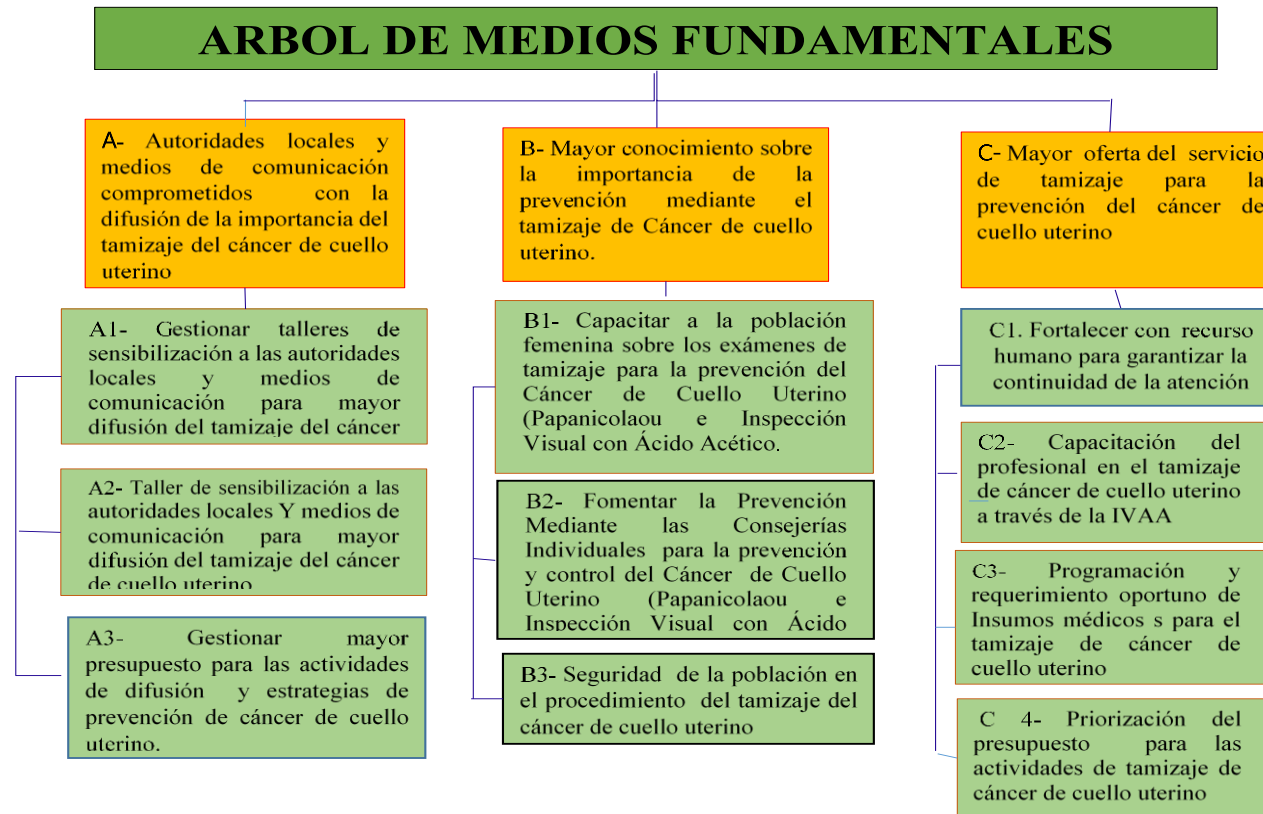 ARBOL DE MEDIOS FUNDAMENTALES
A- Autoridades locales y
medios de comunicación
comprometidos con la
difusión de la importancia del
tamizaje del cáncer de cuello
uterino
A1- Gestionar talleres de
sensibilización a las autoridades
locales y medios de
comunicación para mayor
difusión del tamizaje del cáncer
A2- Taller de sensibilización a las
autoridades locales Y medios de
comunicación para mayor
difusión del tamizaje del cáncer
de cuello uterino
A3- Gestionar mayor
presupuesto para las actividades
de difusión y estrategias de
prevención de cáncer de cuello
uterino.
B- Mayor conocimiento sobre
la importancia de la
prevención mediante el
tamizaje de Cáncer de cuello
uterino.
B1- Capacitar a la población
femenina sobre los exámenes de
tamizaje para la prevención del
Cáncer de Cuello Uterino
(Papanicolaou e Inspección
Visual con Ácido Acético.
B2- Fomentar la Prevención
Mediante las Consejerías
Individuales para la prevención
y control del Cáncer de Cuello
Uterino (Papanicolaou e
Inspección Visual con Ácido
B3- Seguridad de la población en
el procedimiento del tamizaje del
cáncer de cuello uterino
C- Mayor oferta del servicio
de tamizaje para la
prevención del cáncer de
cuello uterino
C1. Fortalecer con recurso
humano para garantizar la
continuidad de la atención
C2- Capacitación del
profesional en el tamizaje
de cáncer de cuello uterino
a través de la IVAA
C3- Programación y
requerimiento oportuno de
Insumos médicos s para el
tamizaje de cáncer de
cuello uterino
C 4- Priorización del
presupuesto para las
actividades de tamizaje de
cáncer de cuello uterino